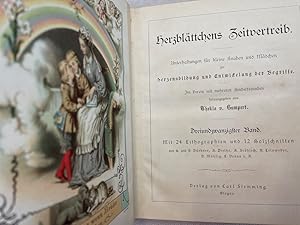 Herzblättchens Zeitvertreib.
Unterhaltungen für kleine Knaben und Mädchen
zur
Herzensbildung und Entwickelung der Begriffe.
Im Verein mit mehreren
herausgegeben von
Thekla v. Gumpert.
Dreiundzwanzigster Band.
Mit 24 Lithographien und 12 Holzschnitten
Verlag von Carl Flemming
Glogau.